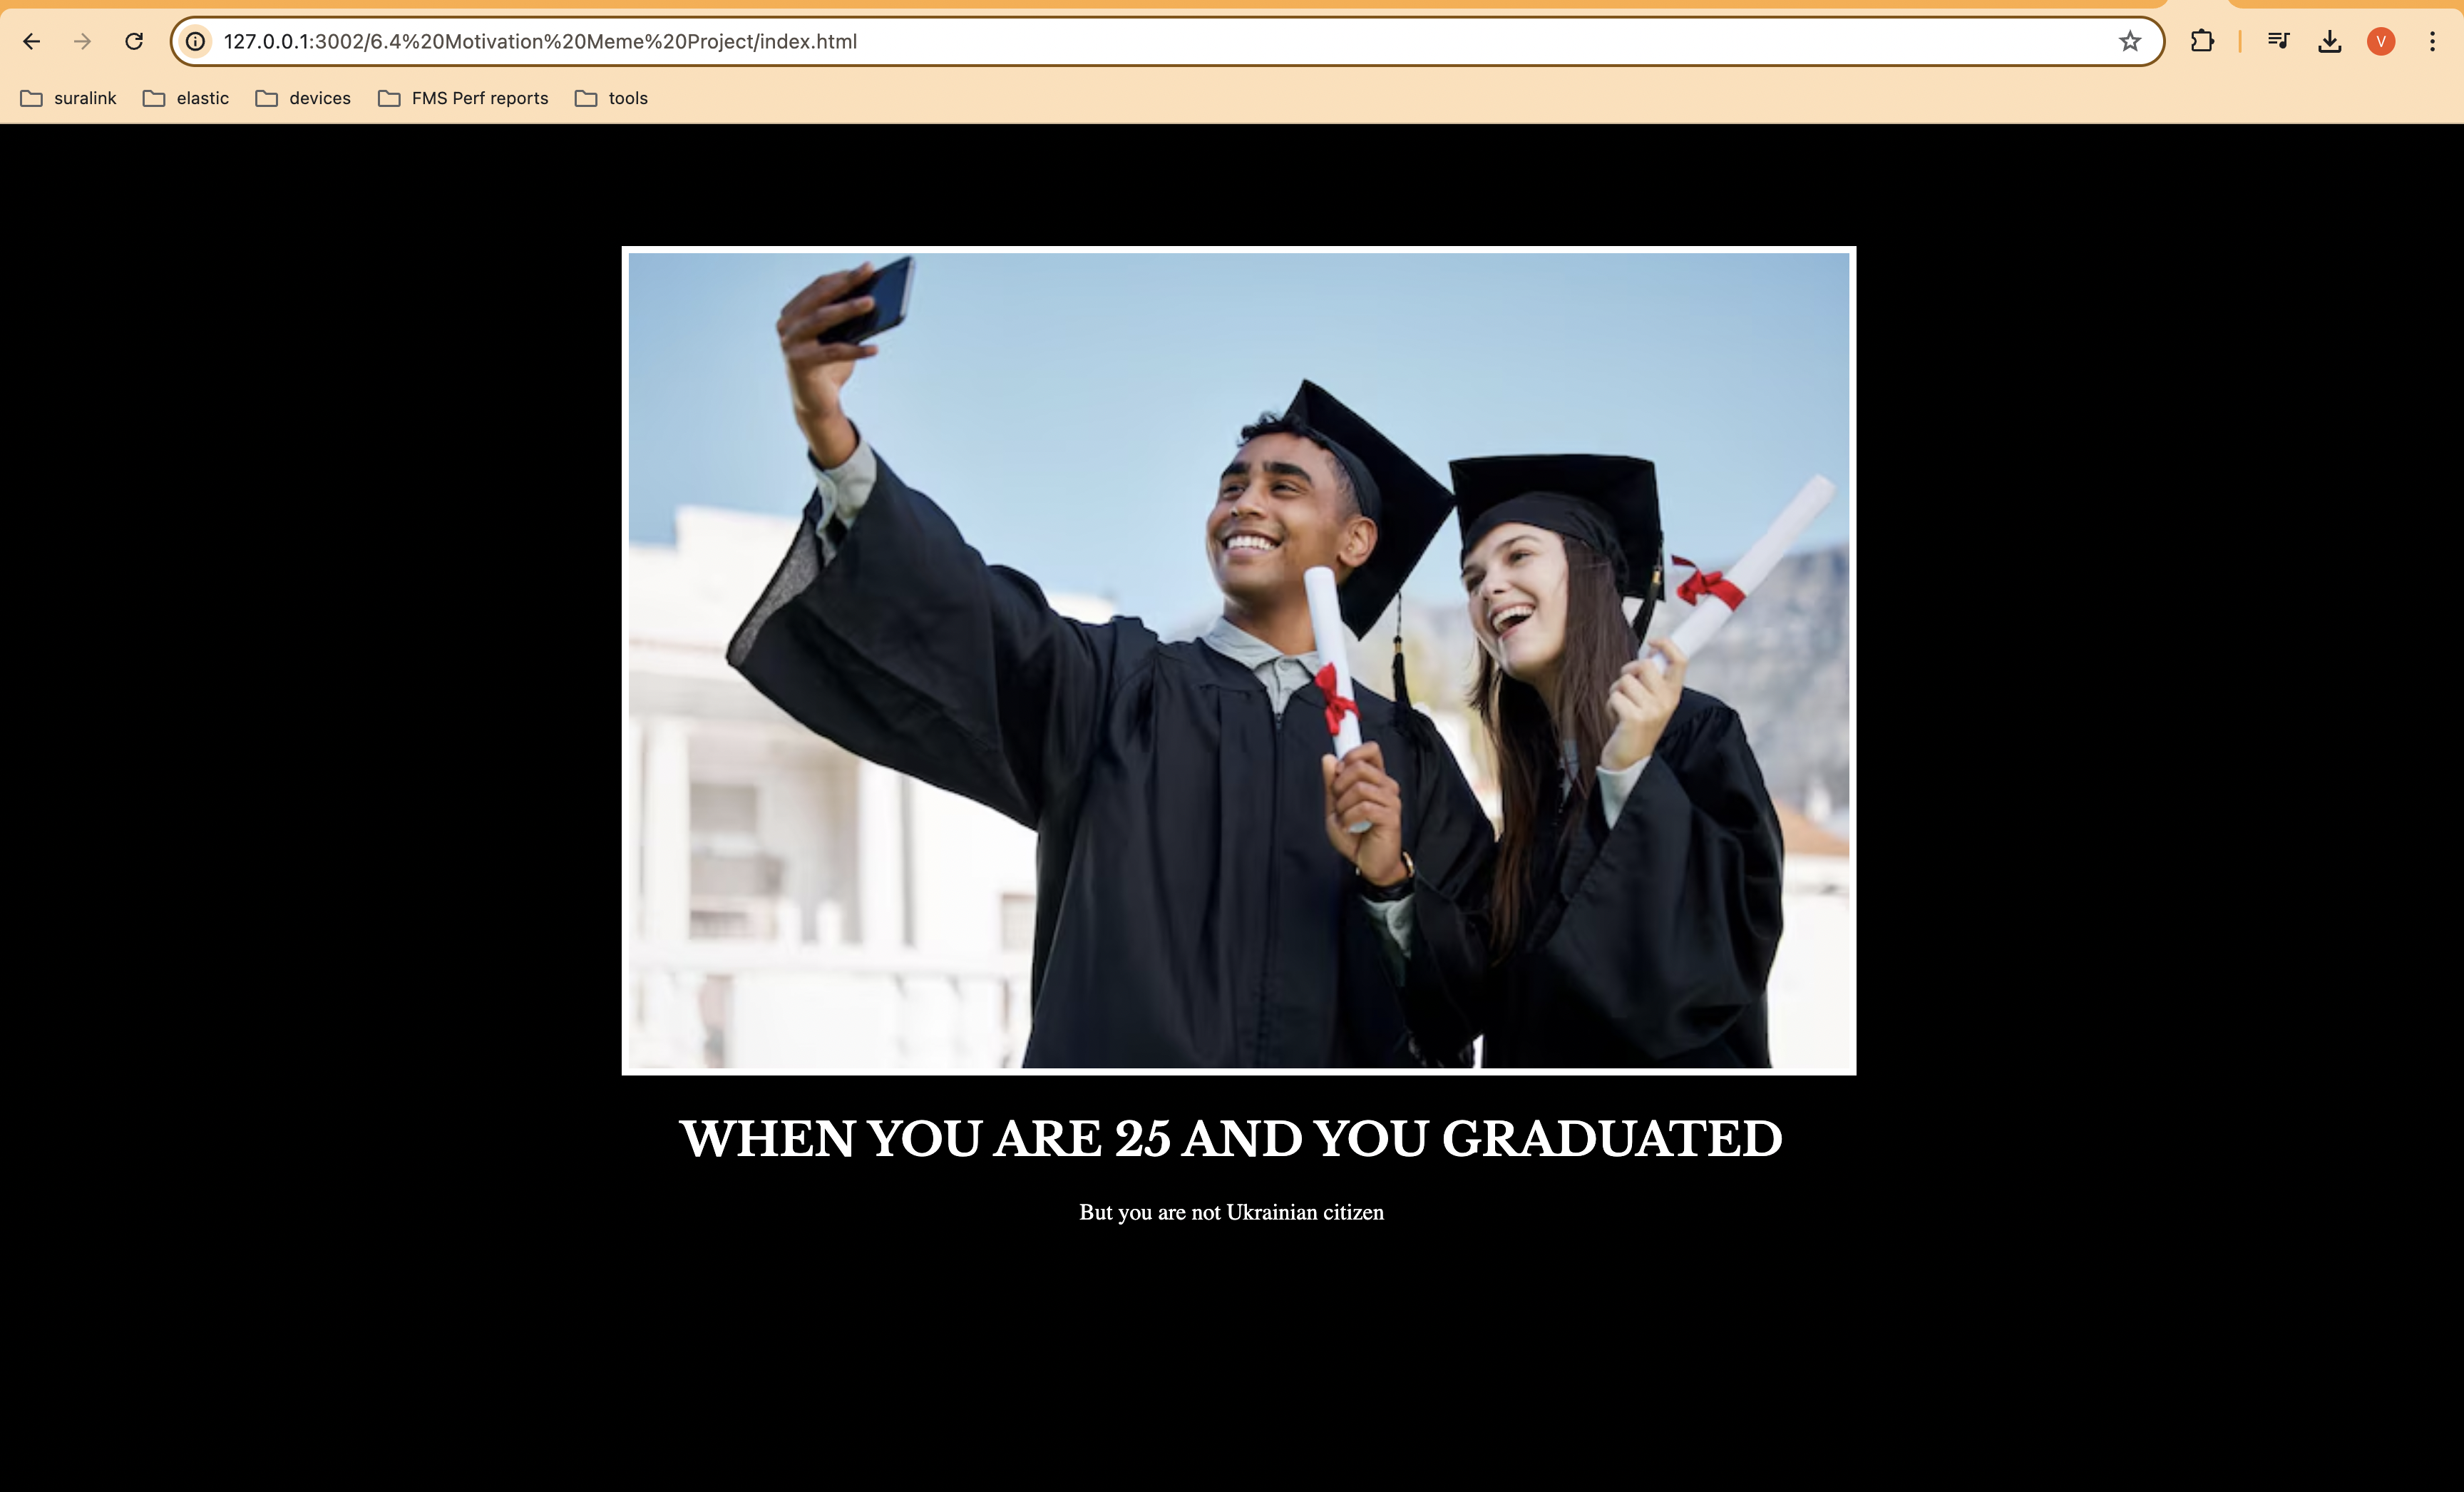 127.0.0.1:3002/6.4%20Motivation%20Meme%20Project/index.html
V
suralink elastic devices FMS Perf reports tools
WHEN YOU ARE 25 AND YOU GRADUATED
But you are not Ukrainian citizen